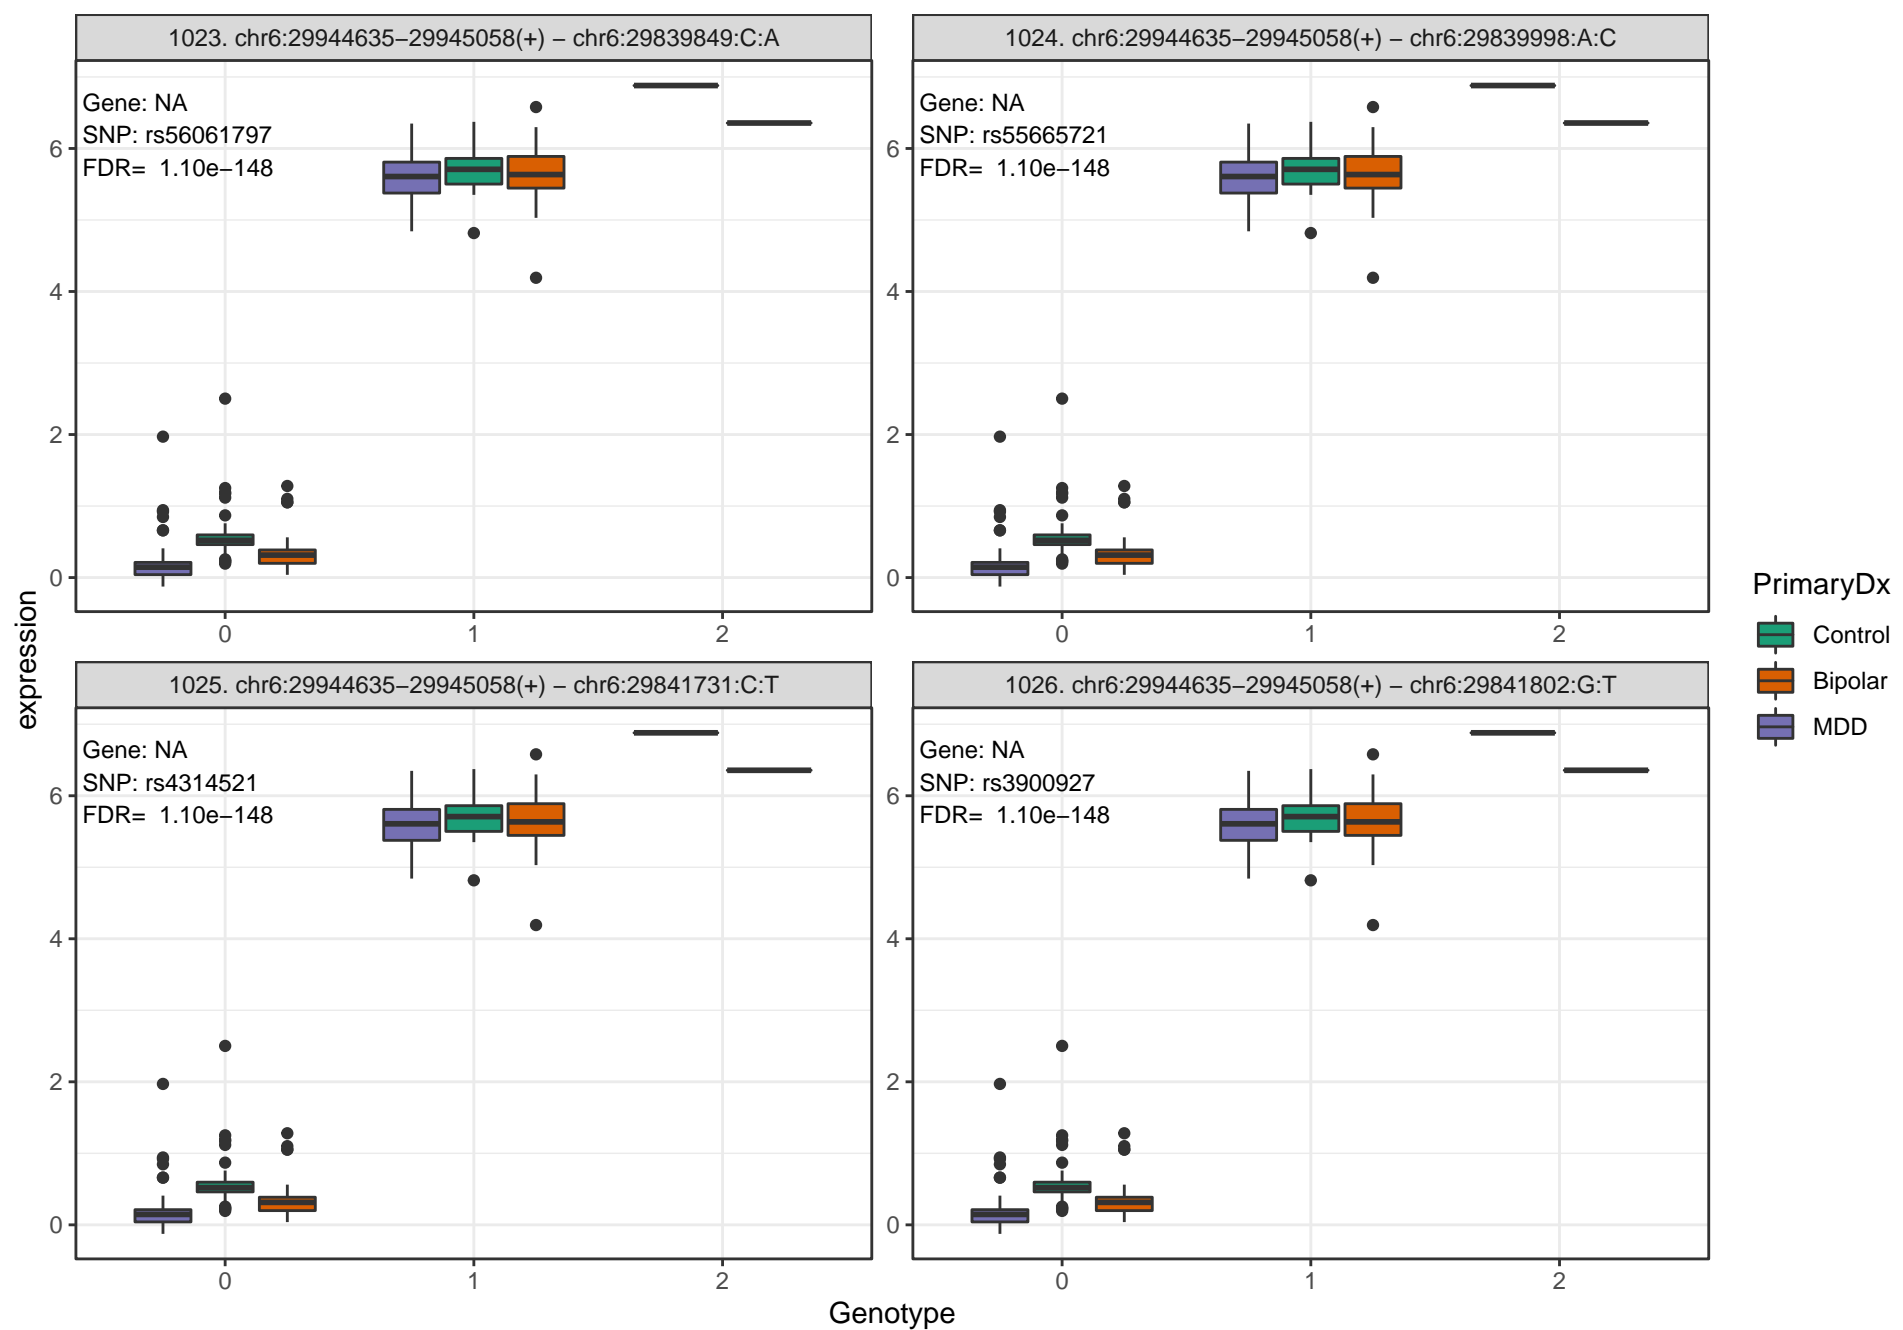 1023. chr6:29944635−29945058(+) − chr6:29839849:C:A
Gene: NA
SNP: rs56061797
FDR= 1.10e−148
6
4
2
0
0 1 2
1024. chr6:29944635−29945058(+) − chr6:29839998:A:C
Gene: NA
SNP: rs55665721
FDR= 1.10e−148
6
4
2
0
0 1 2
1025. chr6:29944635−29945058(+) − chr6:29841731:C:T
Gene: NA
SNP: rs4314521
FDR= 1.10e−148
6
4
2
0
0 1 2
1026. chr6:29944635−29945058(+) − chr6:29841802:G:T
Gene: NA
SNP: rs3900927
FDR= 1.10e−148
6
4
2
0
0 1 2
expression
Genotype
PrimaryDx
Control
Bipolar
MDD